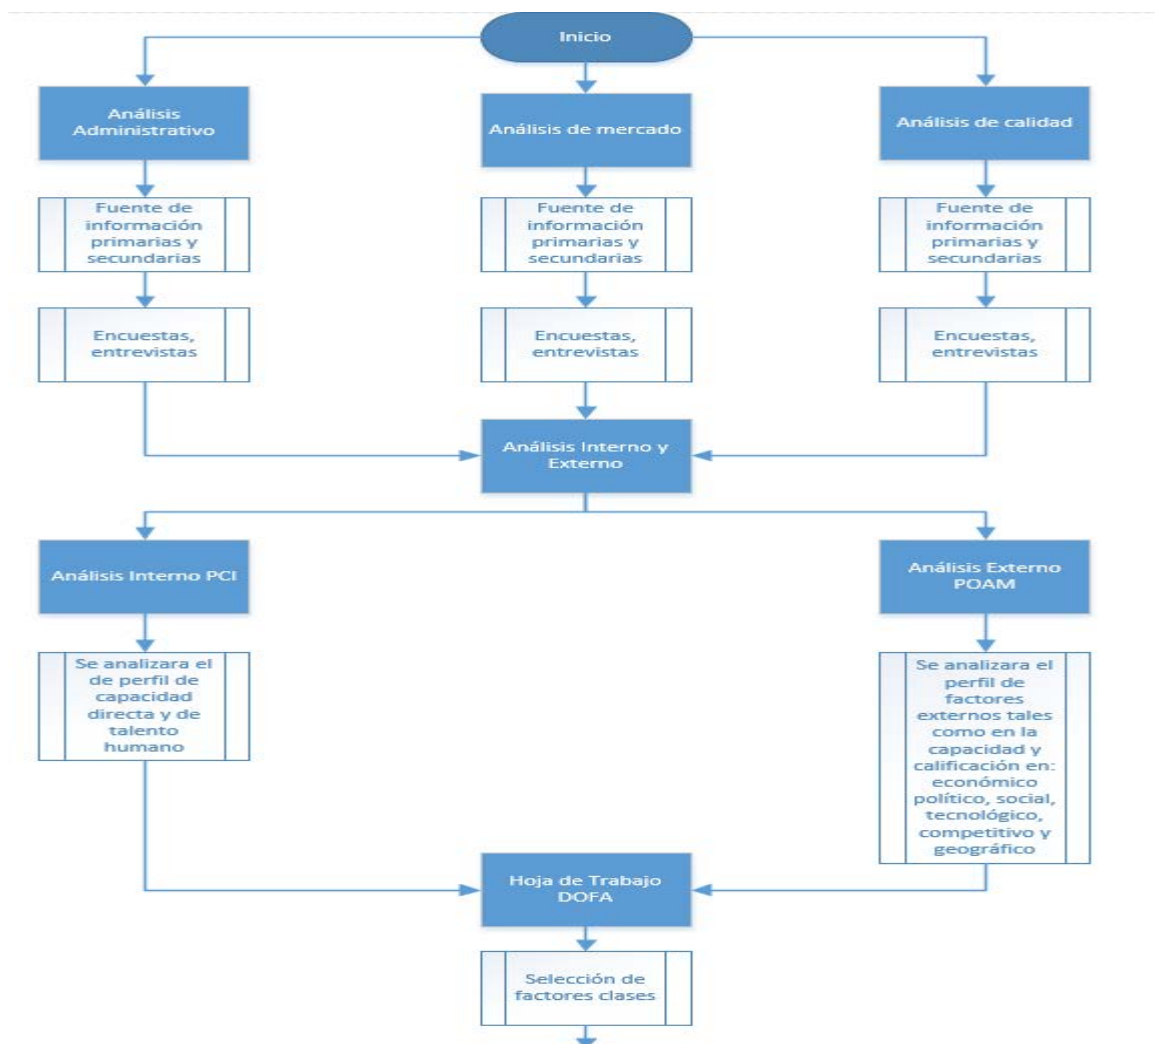 Inicio
Análisis
Administrativo
Análisis de mercado
Análisis de calidad
Fuente de
información
primarias y
secundarias
Fuente de
información
primarias y
secundarias
Fuente de
información
primarias y
secundarias
Encuestas,
entrevistas
Encuestas,
entrevistas
Encuestas,
entrevistas
Análisis Interno y
Externo
Análisis Interno PCI
Análisis Externo
POAM
Se analizara el
de perfil de
capacidad
directa y de
talento
humano
Se analizara el
perfil de
factores
externos tales
como en la
capacidad y
calificación en:
económico
político, social,
tecnológico,
competitivo y
geográfico
Hoja de Trabajo
DOFA
Selección de
factores clases